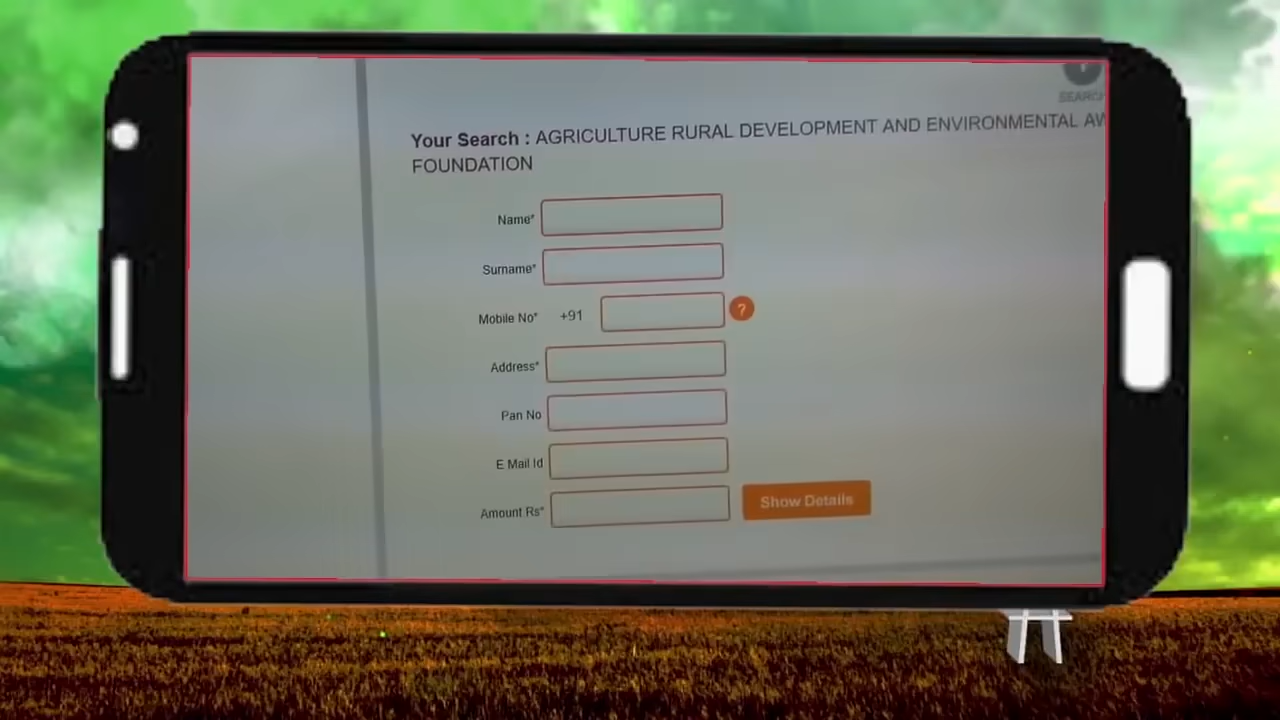 SEARCH
Your Search : AGRICULTURE RURAL DEVELOPMENT AND ENVIRONMENTAL
FOUNDATION
Name*
Surname*
Mobile No* +91 ?
Address*
Pan No
E Mail Id
Amount Rs* Show Details